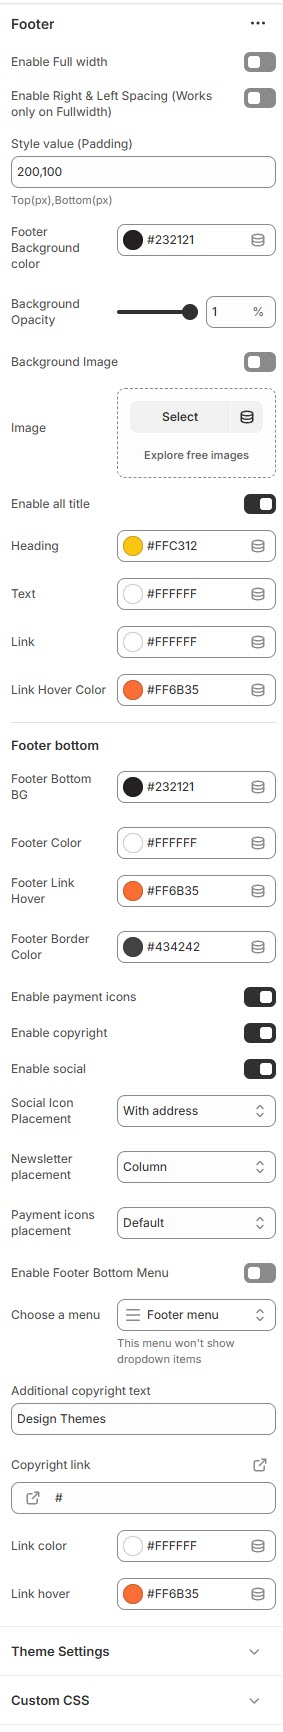 Footer
Enable Full width
Enable Right & Left Spacing (Works
only on Fullwidth)
Style value (Padding)
200,100
Top(px),Bottom(px)
Footer
Background
color
#232121
Background
Opacity
1 %
Background Image
Image
Select
Explore free images
Enable all title
Heading
#FFC312
Text
#FFFFFF
Link
#FFFFFF
Link Hover Color
#FF6B35
Footer bottom
Footer Bottom
BG
#232121
Footer Color
#FFFFFF
Footer Link
Hover
#FF6B35
Footer Border
Color
#434242
Enable payment icons
Enable copyright
Enable social
Social Icon
Placement
With address
Newsletter
placement
Column
Payment icons
placement
Default
Enable Footer Bottom Menu
Choose a menu
Footer menu
This menu won't show
dropdown items
Additional copyright text
Design Themes
Copyright link
#
Link color
#FFFFFF
Link hover
#FF6B35
Theme Settings
Custom CSS